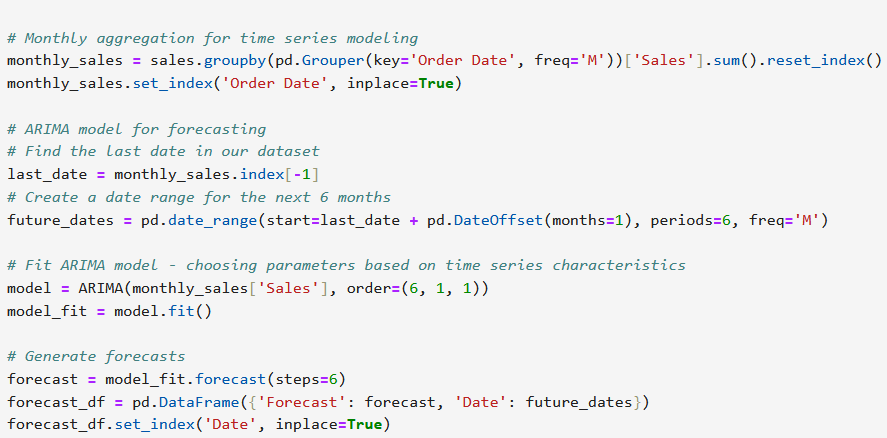 # Monthly aggregation for time series modeling
monthly_sales = sales.groupby(pd.Grouper(key='Order Date', freq='M'))['Sales'].sum().reset_index()
monthly_sales.set_index('Order Date', inplace=True)

# ARIMA model for forecasting
# Find the last date in our dataset
last_date = monthly_sales.index[-1]
# Create a date range for the next 6 months
future_dates = pd.date_range(start=last_date + pd.DateOffset(months=1), periods=6, freq='M')

# Fit ARIMA model - choosing parameters based on time series characteristics
model = ARIMA(monthly_sales['Sales'], order=(6, 1, 1))
model_fit = model.fit()

# Generate forecasts
forecast = model_fit.forecast(steps=6)
forecast_df = pd.DataFrame({'Forecast': forecast, 'Date': future_dates})
forecast_df.set_index('Date', inplace=True)